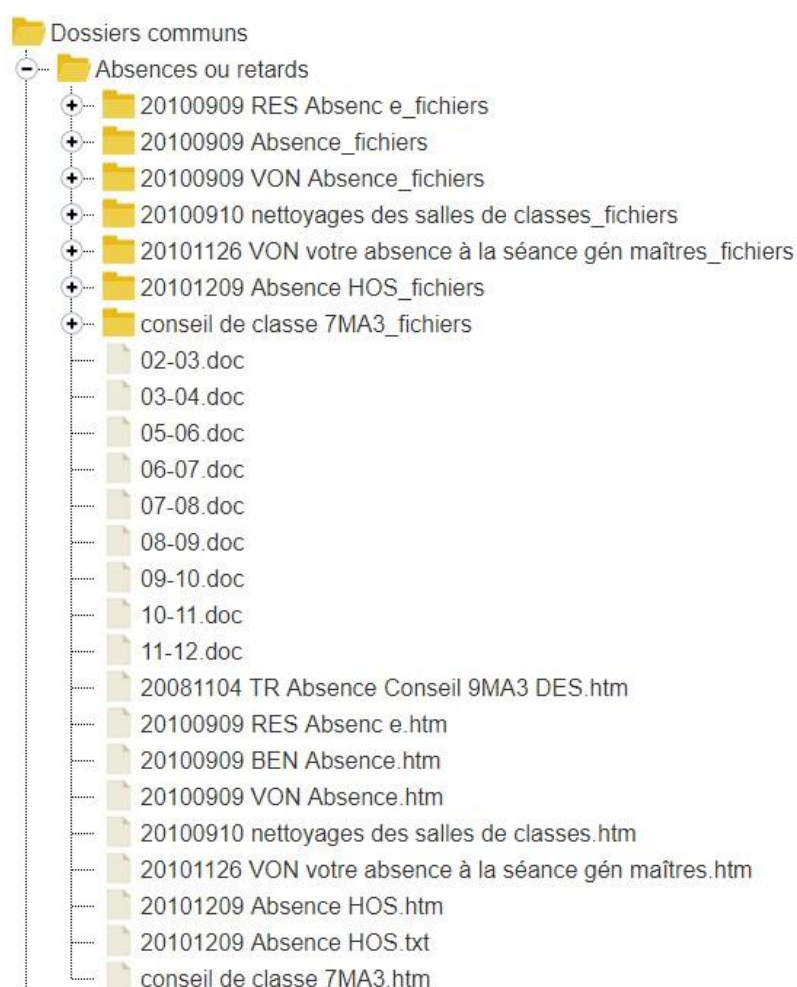 Dossiers communs
Absences ou retards
20100909 RES Absenc e_fichiers
20100909 Absence_fichiers
20100909 VON Absence_fichiers
20100910 nettoyages des salles de classes_fichiers
20101126 VON votre absence à la séance gén maîtres_fichiers
20101209 Absence HOS_fichiers
conseil de classe 7MA3_fichiers
02-03.doc
03-04.doc
05-06.doc
06-07.doc
07-08.doc
08-09.doc
09-10.doc
10-11.doc
11-12.doc
20081104 TR Absence Conseil 9MA3 DES.htm
20100909 RES Absenc e.htm
20100909 BEN Absence.htm
20100909 VON Absence.htm
20100910 nettoyages des salles de classes.htm
20101126 VON votre absence à la séance gén maîtres.htm
20101209 Absence HOS.htm
20101209 Absence HOS.txt
conseil de classe 7MA3.htm